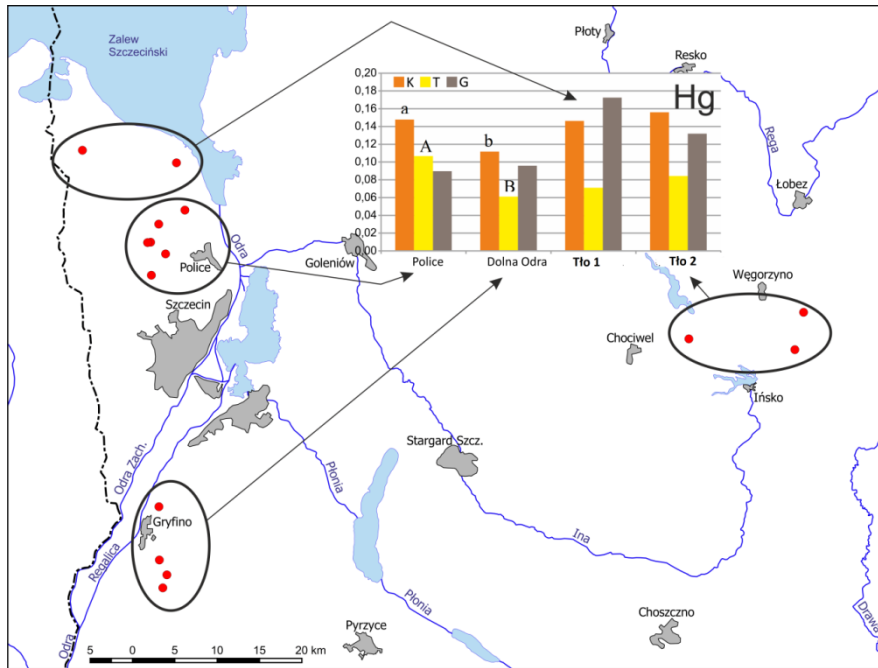 Zalew
Szczeciński
Płoty
Resko
Rega
Łobez
Hg
K T G
0,20
0,18
0,16
0,14
0,12
0,10
0,08
0,06
0,04
0,02
0,00
a
A
b
B
Police
Dolna Odra
Tło 1
Tło 2
Police
Odra
Goleniów
Szczecin
Węgorzyno
Chociwel
Ińsko
Stargard Szcz.
Odra Zach.
Płonia
Gryfino
Regalica
Ina
Płonia
Choszczno
Drawa
Odra
Pyrzyce
5 0 5 10 15 20 km